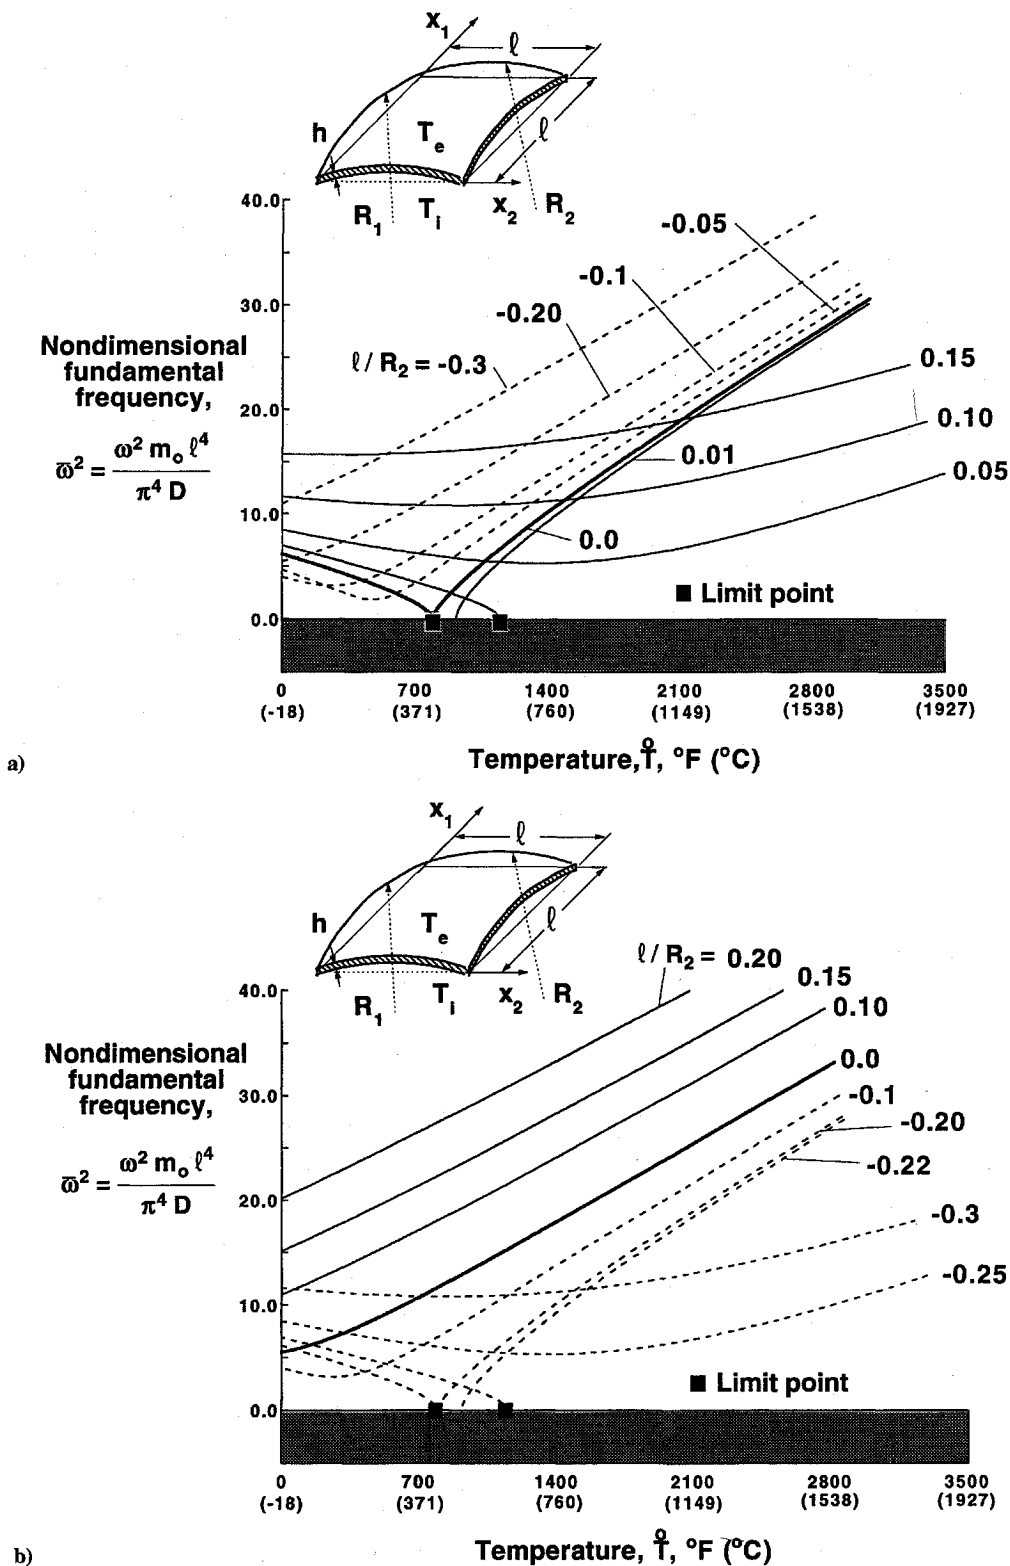 x₁
ℓ
h
Tₑ
ℓ
R₁
Tᵢ
x₂
R₂
40.0
-0.05
-0.1
30.0
-0.20
Nondimensional
fundamental
frequency,
ℓ / R₂ = -0.3
0.15
20.0
0.10
ω̅² = ω² mₒ ℓ⁴ / π⁴ D
0.01
0.05
10.0
0.0
■ Limit point
0.0
0 700 1400 2100 2800 3500
(-18) (371) (760) (1149) (1538) (1927)
a)
Temperature, T̊, °F (°C)
x₁
ℓ
h
Tₑ
ℓ
R₁
Tᵢ
x₂
R₂
ℓ/R₂ = 0.20
0.15
40.0
0.10
Nondimensional
fundamental
frequency,
0.0
30.0
-0.1
-0.20
-0.22
ω̅² = ω² mₒ ℓ⁴ / π⁴ D
20.0
-0.3
-0.25
10.0
■ Limit point
0.0
0 700 1400 2100 2800 3500
(-18) (371) (760) (1149) (1538) (1927)
b)
Temperature, T̊, °F (°C)